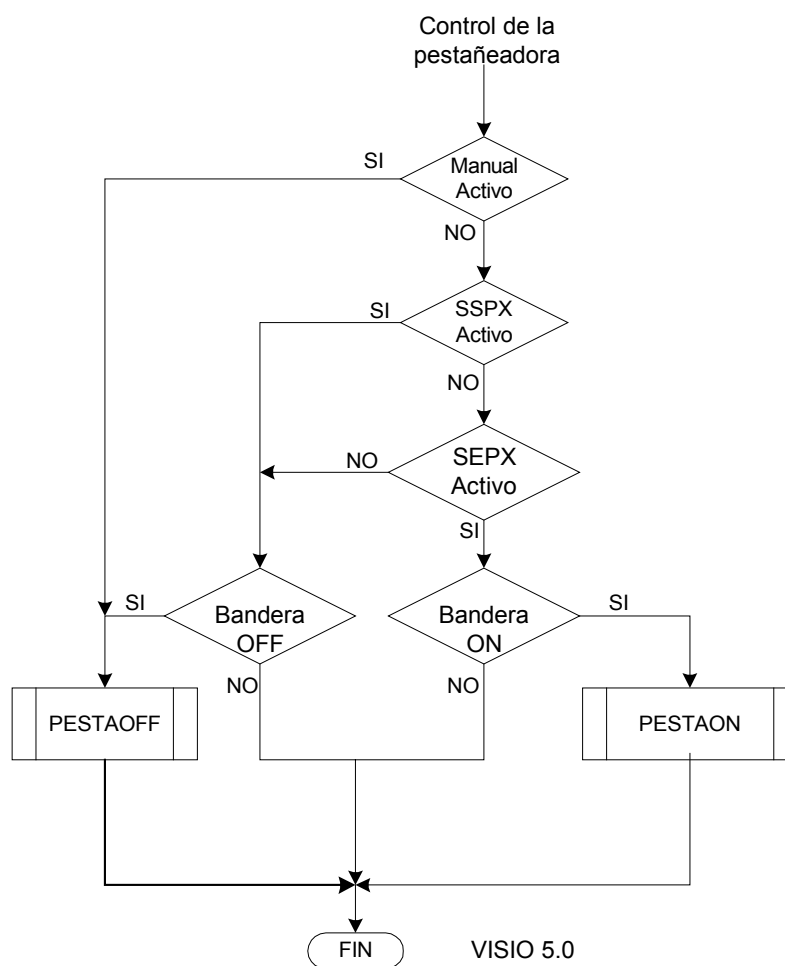 Control de la
pestañeadora
SI
Manual
Activo
NO
SI
SSPX
Activo
NO
NO
SEPX
Activo
SI
SI
Bandera
OFF
Bandera
ON
SI
NO
NO
PESTAOFF
PESTAON
FIN
VISIO 5.0